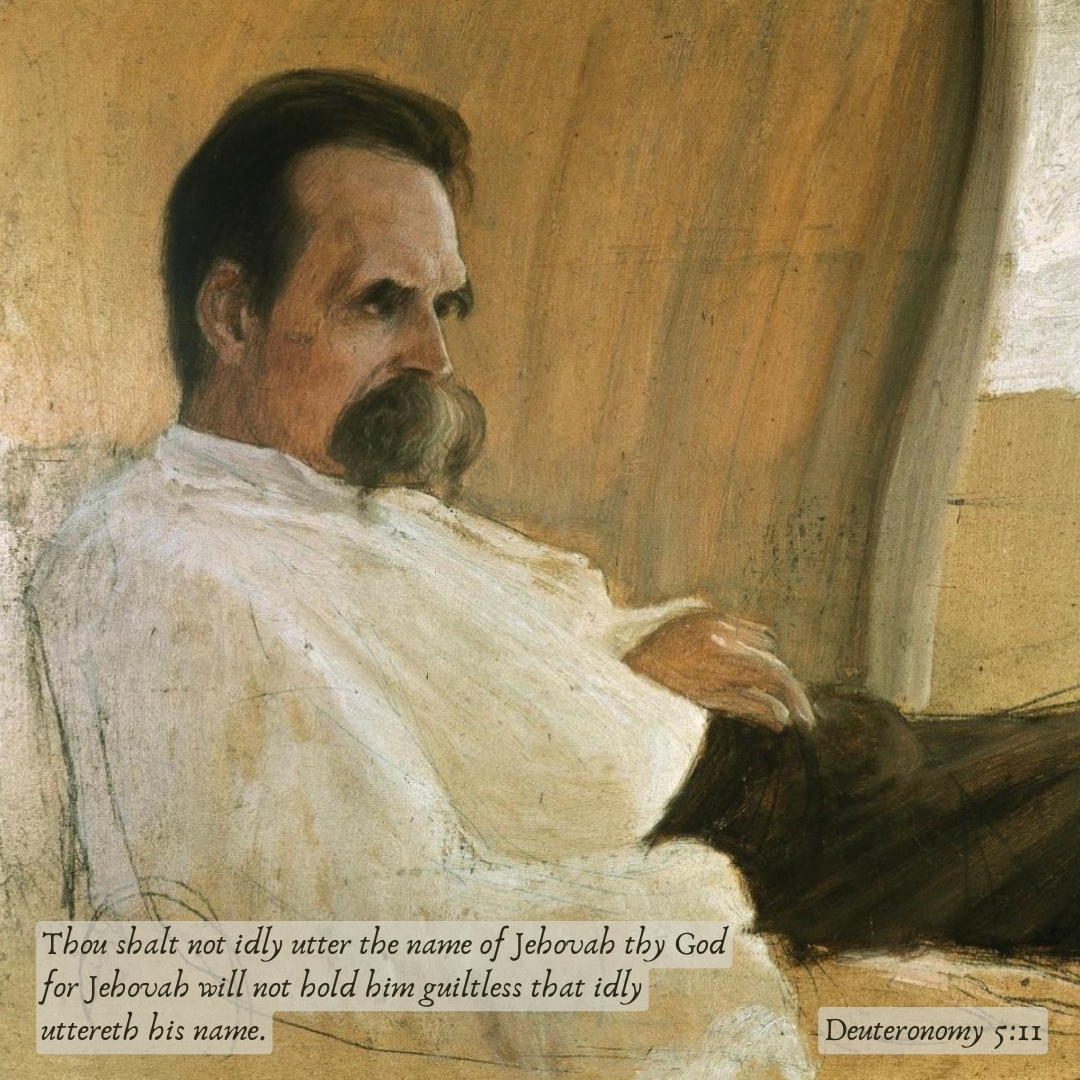 Thou shalt not idly utter the name of Jehovah thy God
for Jehovah will not hold him guiltless that idly
uttereth his name.
Deuteronomy 5:11